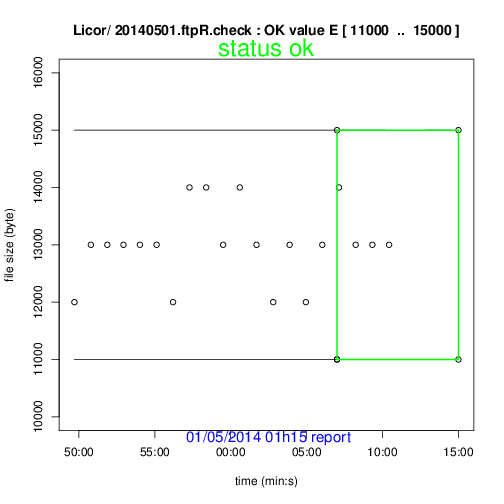 Licor/ 20140501.ftpR.check : OK value E [ 11000 .. 15000 ]
status ok
16000
15000
14000
13000
12000
11000
10000
file size (byte)
01/05/2014 01h15 report
50:00 55:00 00:00 05:00 10:00 15:00
time (min:s)